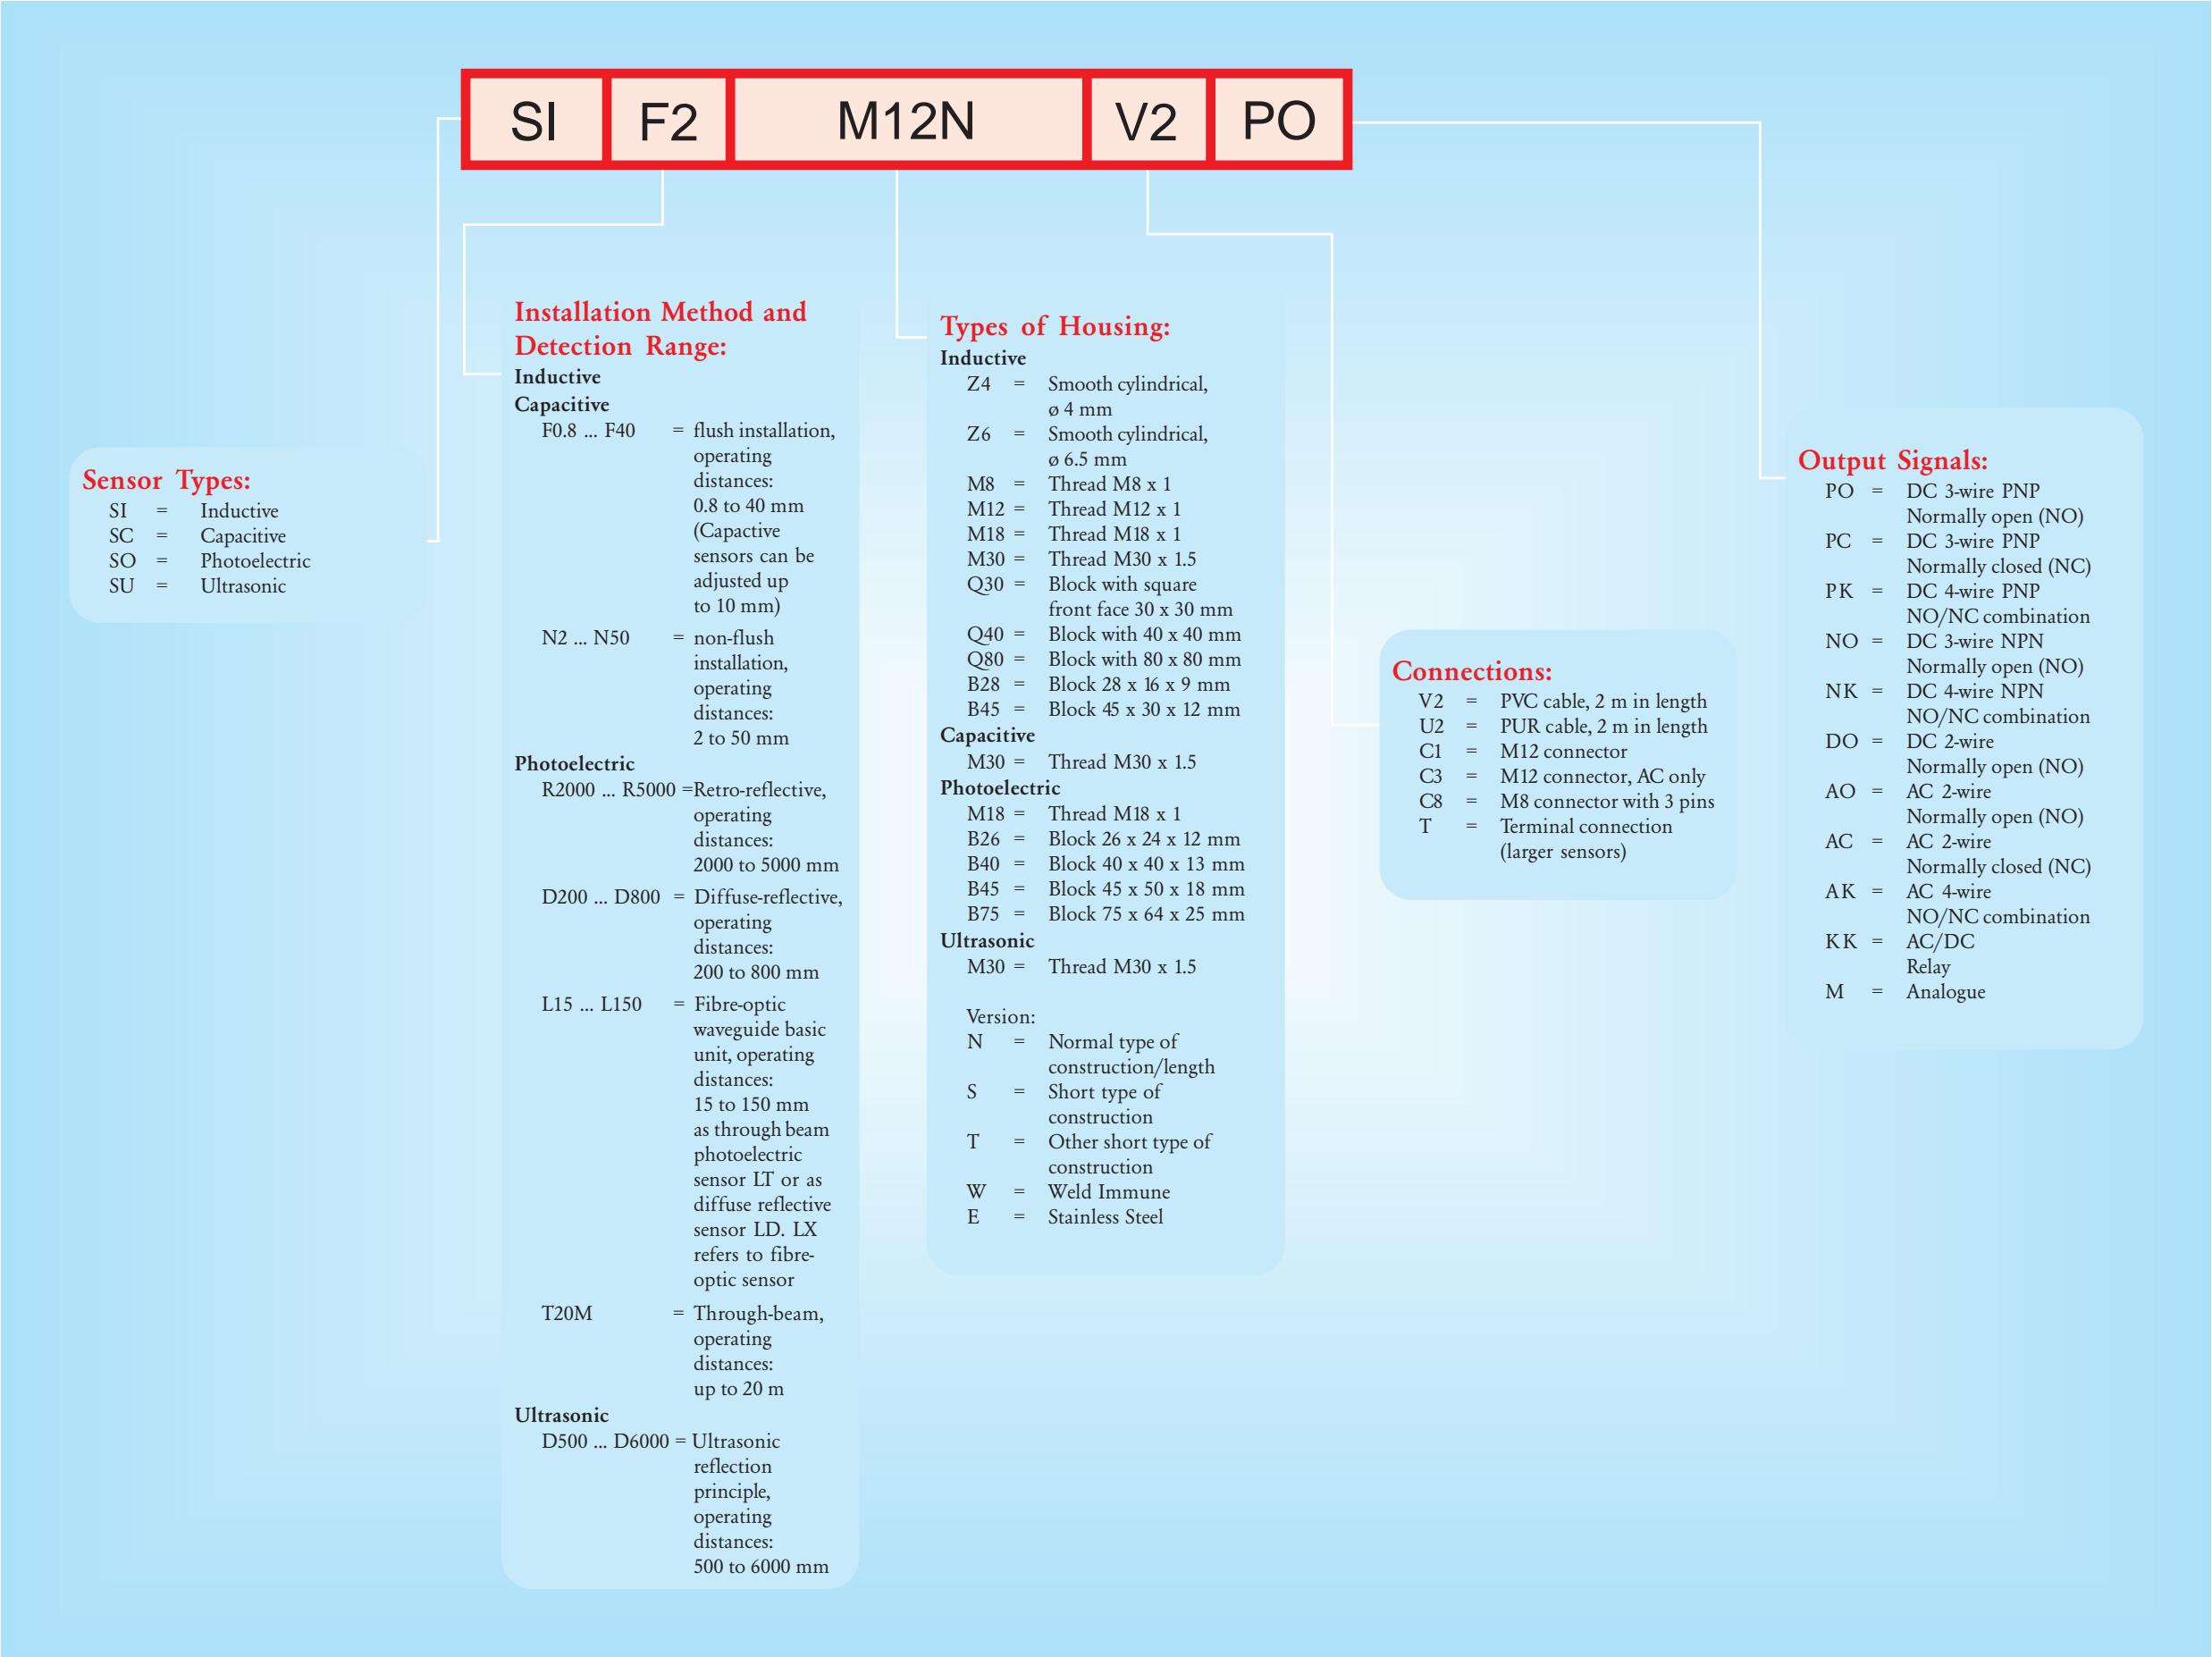 SI F2 M12N V2 PO
Sensor Types:
SI = Inductive
SC = Capacitive
SO = Photoelectric
SU = Ultrasonic
Installation Method and
Detection Range:
Inductive
Capacitive
F0.8 ... F40 = flush installation,
operating
distances:
0.8 to 40 mm
(Capactive
sensors can be
adjusted up
to 10 mm)
N2 ... N50 = non-flush
installation,
operating
distances:
2 to 50 mm
Photoelectric
R2000 ... R5000 =Retro-reflective,
operating
distances:
2000 to 5000 mm
D200 ... D800 = Diffuse-reflective,
operating
distances:
200 to 800 mm
L15 ... L150 = Fibre-optic
waveguide basic
unit, operating
distances:
15 to 150 mm
as through beam
photoelectric
sensor LT or as
diffuse reflective
sensor LD. LX
refers to fibre-
optic sensor
T20M = Through-beam,
operating
distances:
up to 20 m
Ultrasonic
D500 ... D6000 = Ultrasonic
reflection
principle,
operating
distances:
500 to 6000 mm
Types of Housing:
Inductive
Z4 = Smooth cylindrical,
ø 4 mm
Z6 = Smooth cylindrical,
ø 6.5 mm
M8 = Thread M8 x 1
M12 = Thread M12 x 1
M18 = Thread M18 x 1
M30 = Thread M30 x 1.5
Q30 = Block with square
front face 30 x 30 mm
Q40 = Block with 40 x 40 mm
Q80 = Block with 80 x 80 mm
B28 = Block 28 x 16 x 9 mm
B45 = Block 45 x 30 x 12 mm
Capacitive
M30 = Thread M30 x 1.5
Photoelectric
M18 = Thread M18 x 1
B26 = Block 26 x 24 x 12 mm
B40 = Block 40 x 40 x 13 mm
B45 = Block 45 x 50 x 18 mm
B75 = Block 75 x 64 x 25 mm
Ultrasonic
M30 = Thread M30 x 1.5
Version:
N = Normal type of
construction/length
S = Short type of
construction
T = Other short type of
construction
W = Weld Immune
E = Stainless Steel
Connections:
V2 = PVC cable, 2 m in length
U2 = PUR cable, 2 m in length
C1 = M12 connector
C3 = M12 connector, AC only
C8 = M8 connector with 3 pins
T = Terminal connection
(larger sensors)
Output Signals:
PO = DC 3-wire PNP
Normally open (NO)
PC = DC 3-wire PNP
Normally closed (NC)
PK = DC 4-wire PNP
NO/NC combination
NO = DC 3-wire NPN
Normally open (NO)
NK = DC 4-wire NPN
NO/NC combination
DO = DC 2-wire
Normally open (NO)
AO = AC 2-wire
Normally open (NO)
AC = AC 2-wire
Normally closed (NC)
AK = AC 4-wire
NO/NC combination
KK = AC/DC
Relay
M = Analogue